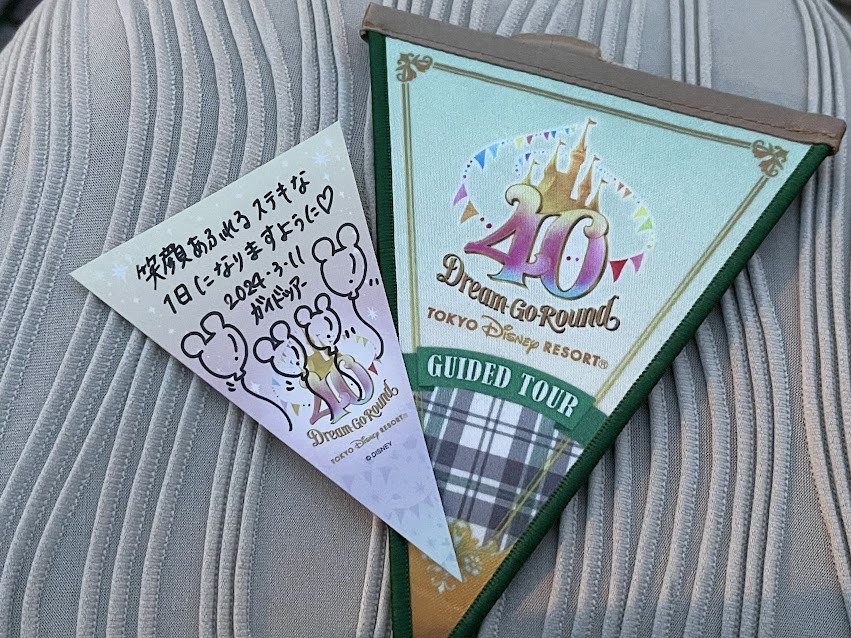 笑顔あふれるステキな
1日になりますように♡
2024.3.11
ガイドツアー
40
Dream Go-Round
TOKYO Disney RESORT®
© DISNEY
40
Dream Go-Round
TOKYO Disney RESORT®
GUIDED TOUR